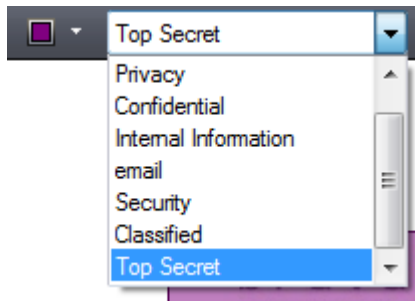 Top Secret
Privacy
Confidential
Internal Information
email
Security
Classified
Top Secret